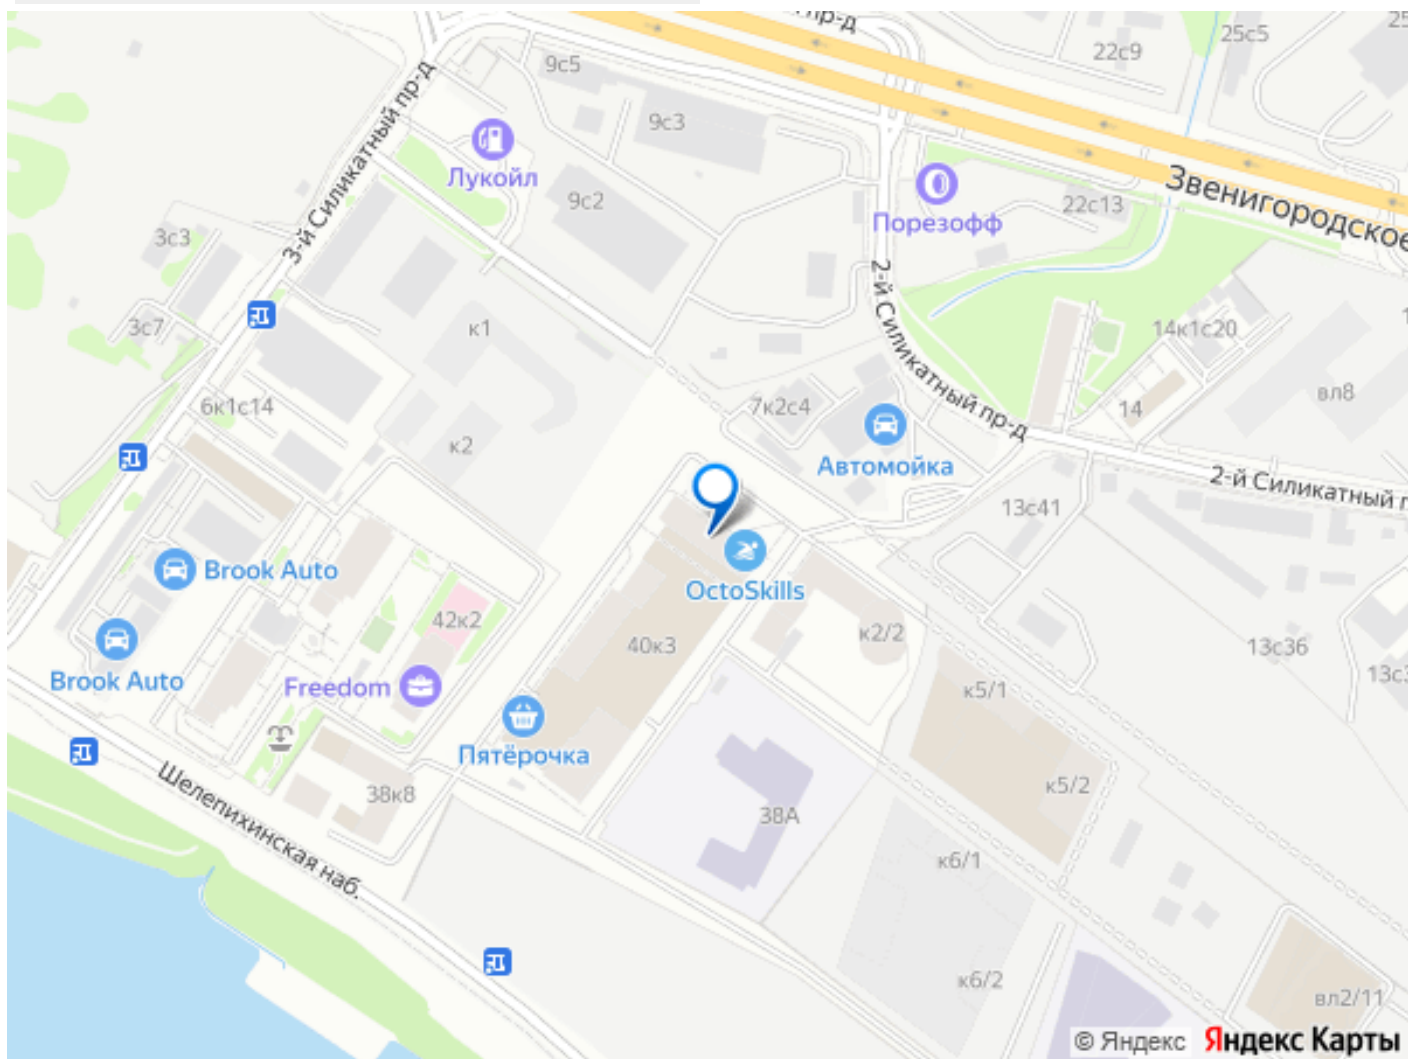 пр-д
25с5
22с9
9с5
3-й Силикатный пр-д
9с3
Лукойл
Звенигородское
9с2
Порезофф
22с13
3с3
2-й Силикатный пр-д
3с7
к1
14к1с20
6к1с14
7к2с4
14
вл8
к2
Автомойка
2-й Силикатный
13с41
Brook Auto
OctoSkills
42к2
40к3
к2/2
13с36
Brook Auto
Freedom
к5/1
Пятёрочка
к5/2
38к8
38А
Шелепихинская наб.
к6/1
к6/2
вл2/11
© Яндекс Яндекс Карты